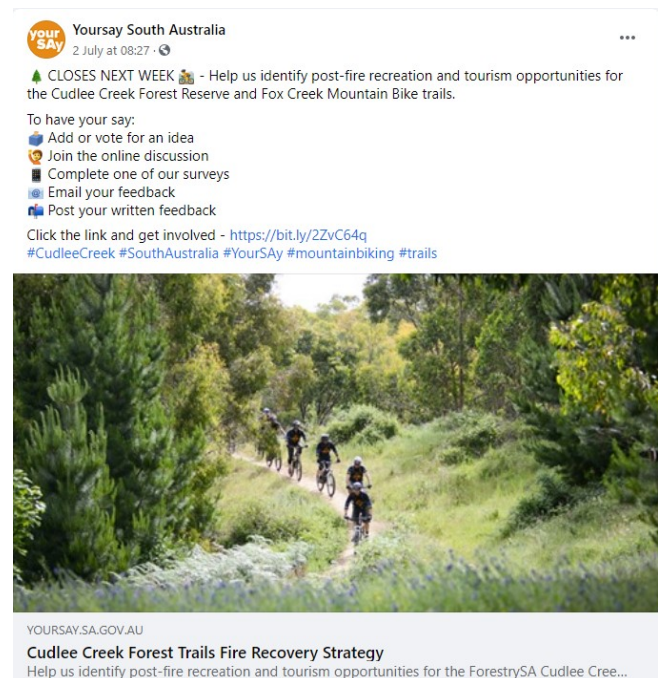 your
SAy
Yoursay South Australia
2 July at 08:27 ·
🌲 CLOSES NEXT WEEK 🚵 - Help us identify post-fire recreation and tourism opportunities for
the Cudlee Creek Forest Reserve and Fox Creek Mountain Bike trails.
To have your say:
🗳️ Add or vote for an idea
🙋 Join the online discussion
📱 Complete one of our surveys
📧 Email your feedback
📬 Post your written feedback
Click the link and get involved - https://bit.ly/2ZvC64q
#CudleeCreek #SouthAustralia #YourSAy #mountainbiking #trails
YOURSAY.SA.GOV.AU
Cudlee Creek Forest Trails Fire Recovery Strategy
Help us identify post-fire recreation and tourism opportunities for the ForestrySA Cudlee Cree...